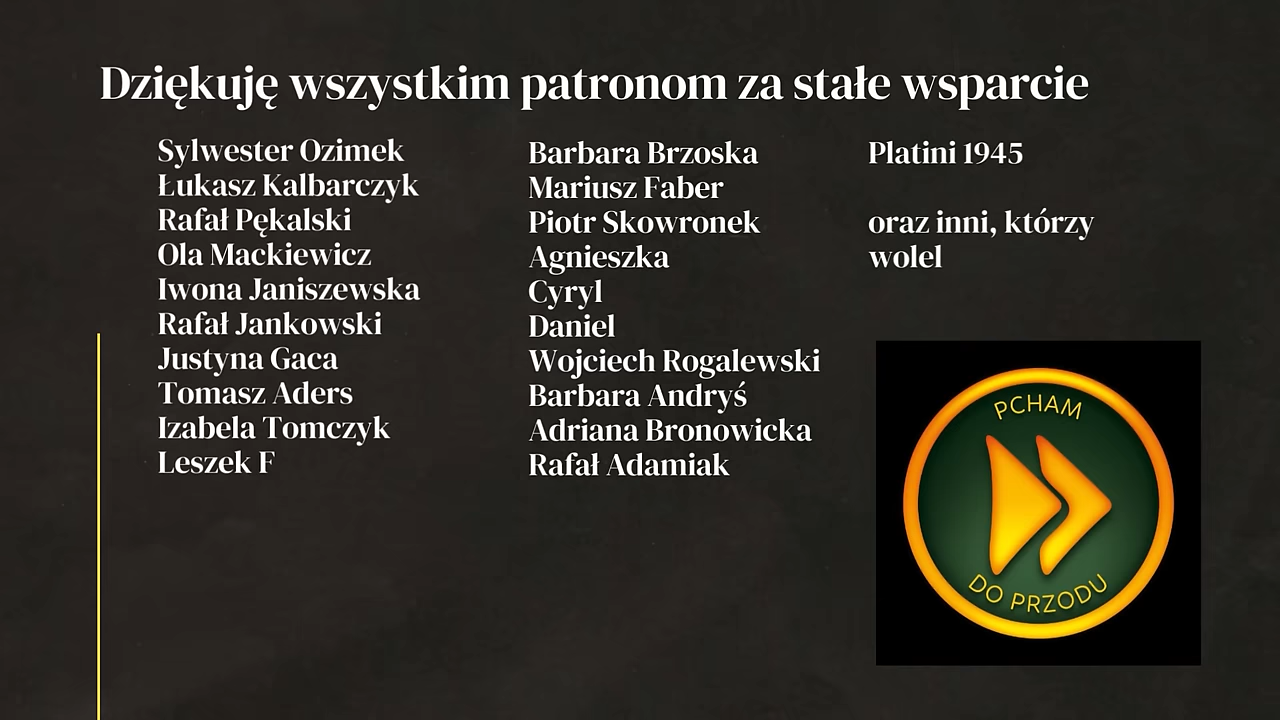 Dziękuję wszystkim patronom za stałe wsparcie
Sylwester Ozimek
Łukasz Kalbarczyk
Rafał Pękalski
Ola Mackiewicz
Iwona Janiszewska
Rafał Jankowski
Justyna Gaca
Tomasz Aders
Izabela Tomczyk
Leszek F
Barbara Brzoska
Mariusz Faber
Piotr Skowronek
Agnieszka
Cyryl
Daniel
Wojciech Rogalewski
Barbara Andryś
Adriana Bronowicka
Rafał Adamiak
Platini 1945
oraz inni, którzy
wolel
PCHAM
DO PRZODU